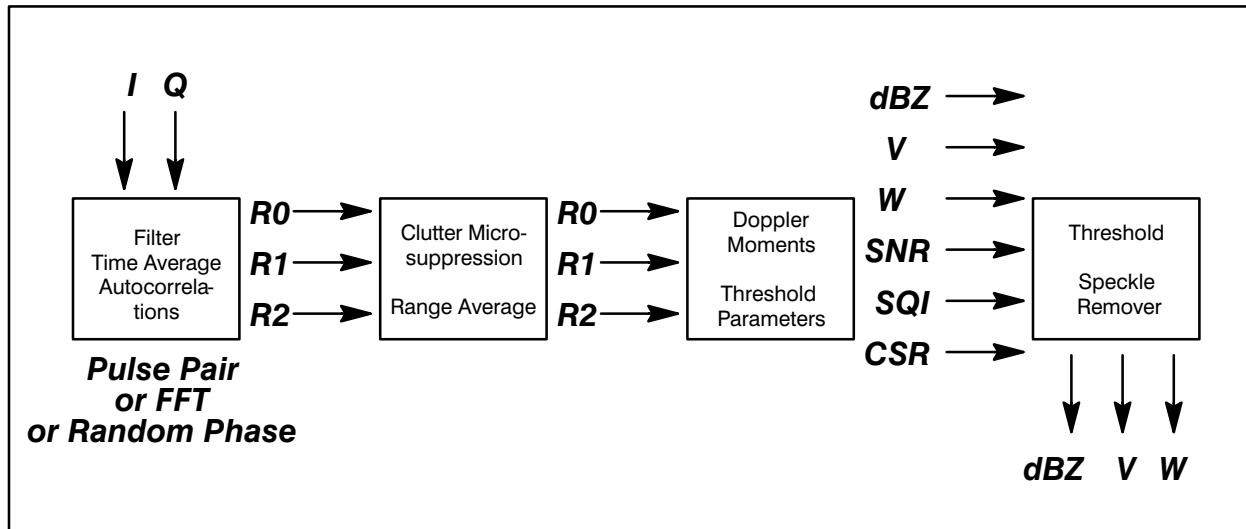 I Q
Filter
Time Average
Autocorrela-
tions
Pulse Pair
or FFT
or Random Phase
R0
R1
R2
Clutter Micro-
suppression
Range Average
R0
R1
R2
Doppler
Moments
Threshold
Parameters
dBZ
V
W
SNR
SQI
CSR
Threshold
Speckle
Remover
dBZ V W